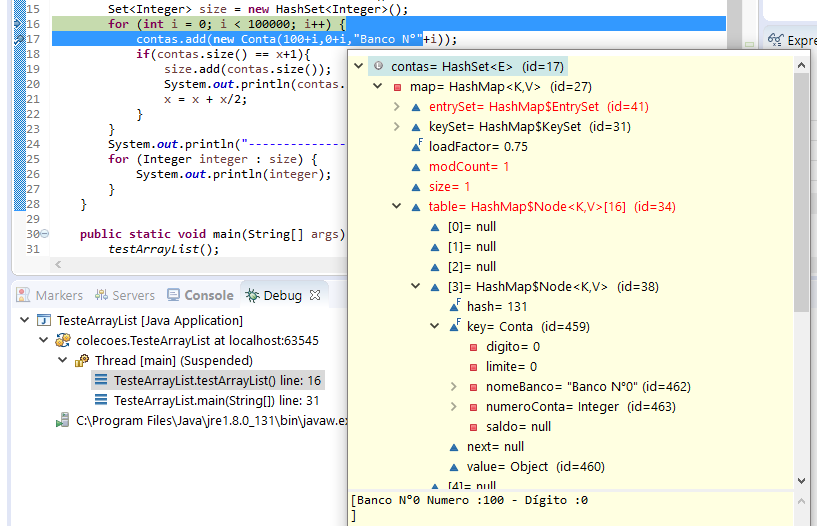 15 Set<Integer> size = new HashSet<Integer>();
16 for (int i = 0; i < 100000; i++) {
17 contas.add(new Conta(100+i,0+i,"Banco Nº"+i));
18 if(contas.size() == x+1){
19 size.add(contas.size());
20 System.out.println(contas.
21 x = x + x/2;
22 }
23 }
24 System.out.println("--------------
25 for (Integer integer : size) {
26 System.out.println(integer);
27 }
28 }
29
30 public static void main(String[] args)
31 testArrayList();
Markers Servers Console Debug
TesteArrayList [Java Application]
colecoes.TesteArrayList at localhost:63545
Thread [main] (Suspended)
TesteArrayList.testArrayList() line: 16
TesteArrayList.main(String[]) line: 31
C:\Program Files\Java\jre1.8.0_131\bin\javaw.ex
Expre
contas= HashSet<E> (id=17)
map= HashMap<K,V> (id=27)
entrySet= HashMap$EntrySet (id=41)
keySet= HashMap$KeySet (id=31)
F loadFactor= 0.75
modCount= 1
size= 1
table= HashMap$Node<K,V>[16] (id=34)
[0]= null
[1]= null
[2]= null
[3]= HashMap$Node<K,V> (id=38)
F hash= 131
F key= Conta (id=459)
digito= 0
limite= 0
nomeBanco= "Banco Nº0" (id=462)
numeroConta= Integer (id=463)
saldo= null
next= null
value= Object (id=460)
[4]= null
[Banco Nº0 Numero :100 - Dígito :0
]